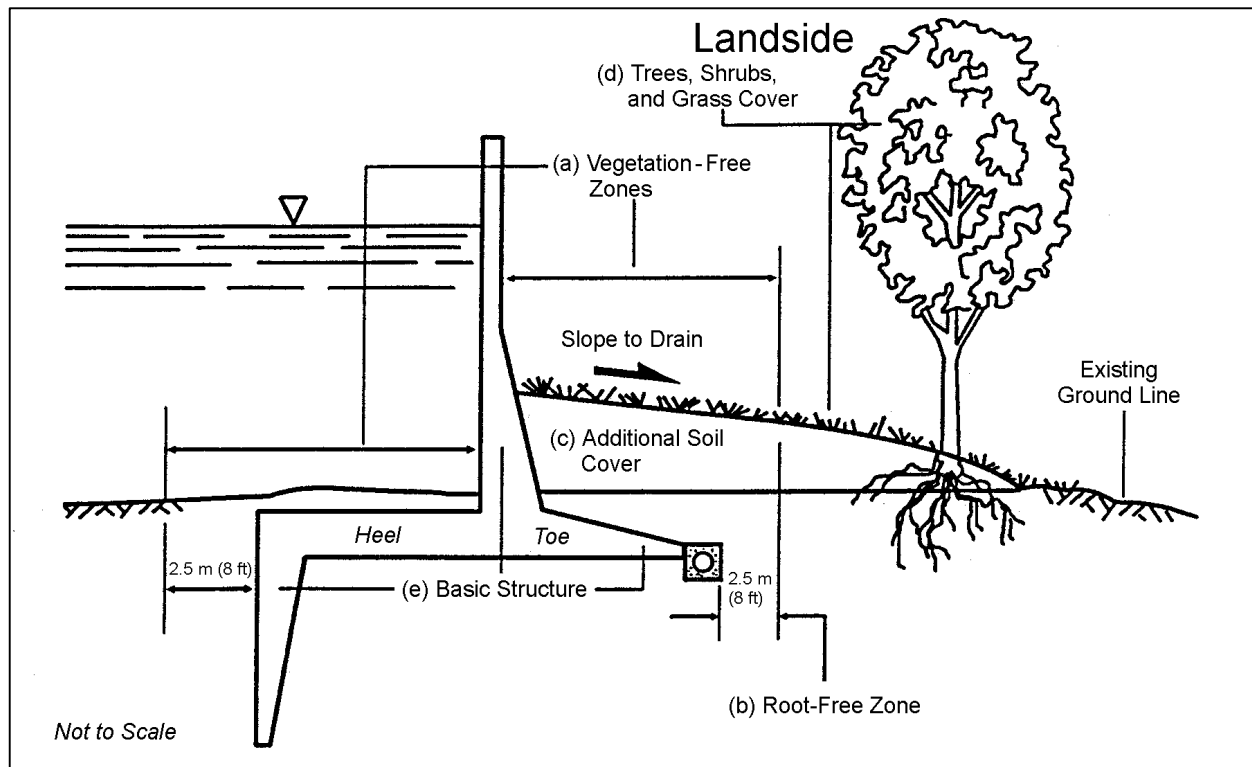 Landside
(d) Trees, Shrubs,
and Grass Cover
(a) Vegetation-Free
Zones
Slope to Drain
Existing
Ground Line
(c) Additional Soil
Cover
Heel
Toe
2.5 m (8 ft)
(e) Basic Structure
2.5 m
(8 ft)
(b) Root-Free Zone
Not to Scale